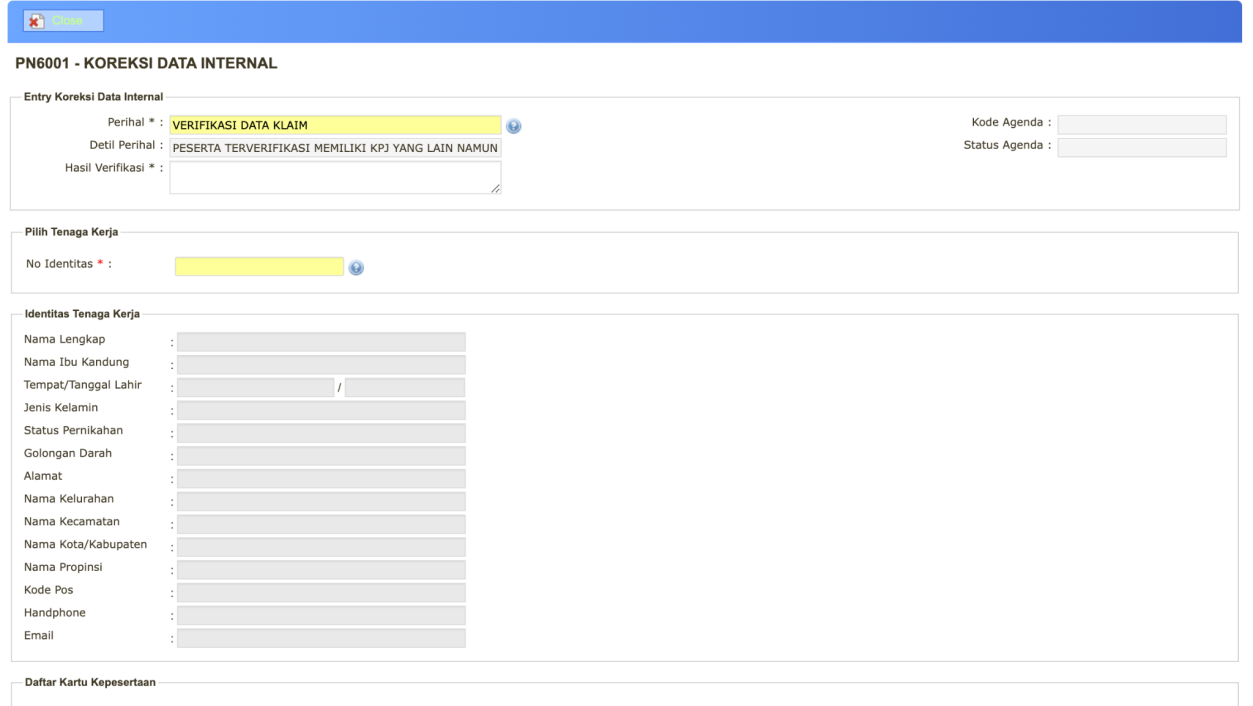 Close
PN6001 - KOREKSI DATA INTERNAL
Entry Koreksi Data Internal
Perihal * : VERIFIKASI DATA KLAIM
Kode Agenda :
Detil Perihal : PESERTA TERVERIFIKASI MEMILIKI KPJ YANG LAIN NAMUN
Status Agenda :
Hasil Verifikasi * :
Pilih Tenaga Kerja
No Identitas * :
Identitas Tenaga Kerja
Nama Lengkap :
Nama Ibu Kandung :
Tempat/Tanggal Lahir : /
Jenis Kelamin :
Status Pernikahan :
Golongan Darah :
Alamat :
Nama Kelurahan :
Nama Kecamatan :
Nama Kota/Kabupaten :
Nama Propinsi :
Kode Pos :
Handphone :
Email :
Daftar Kartu Kepesertaan